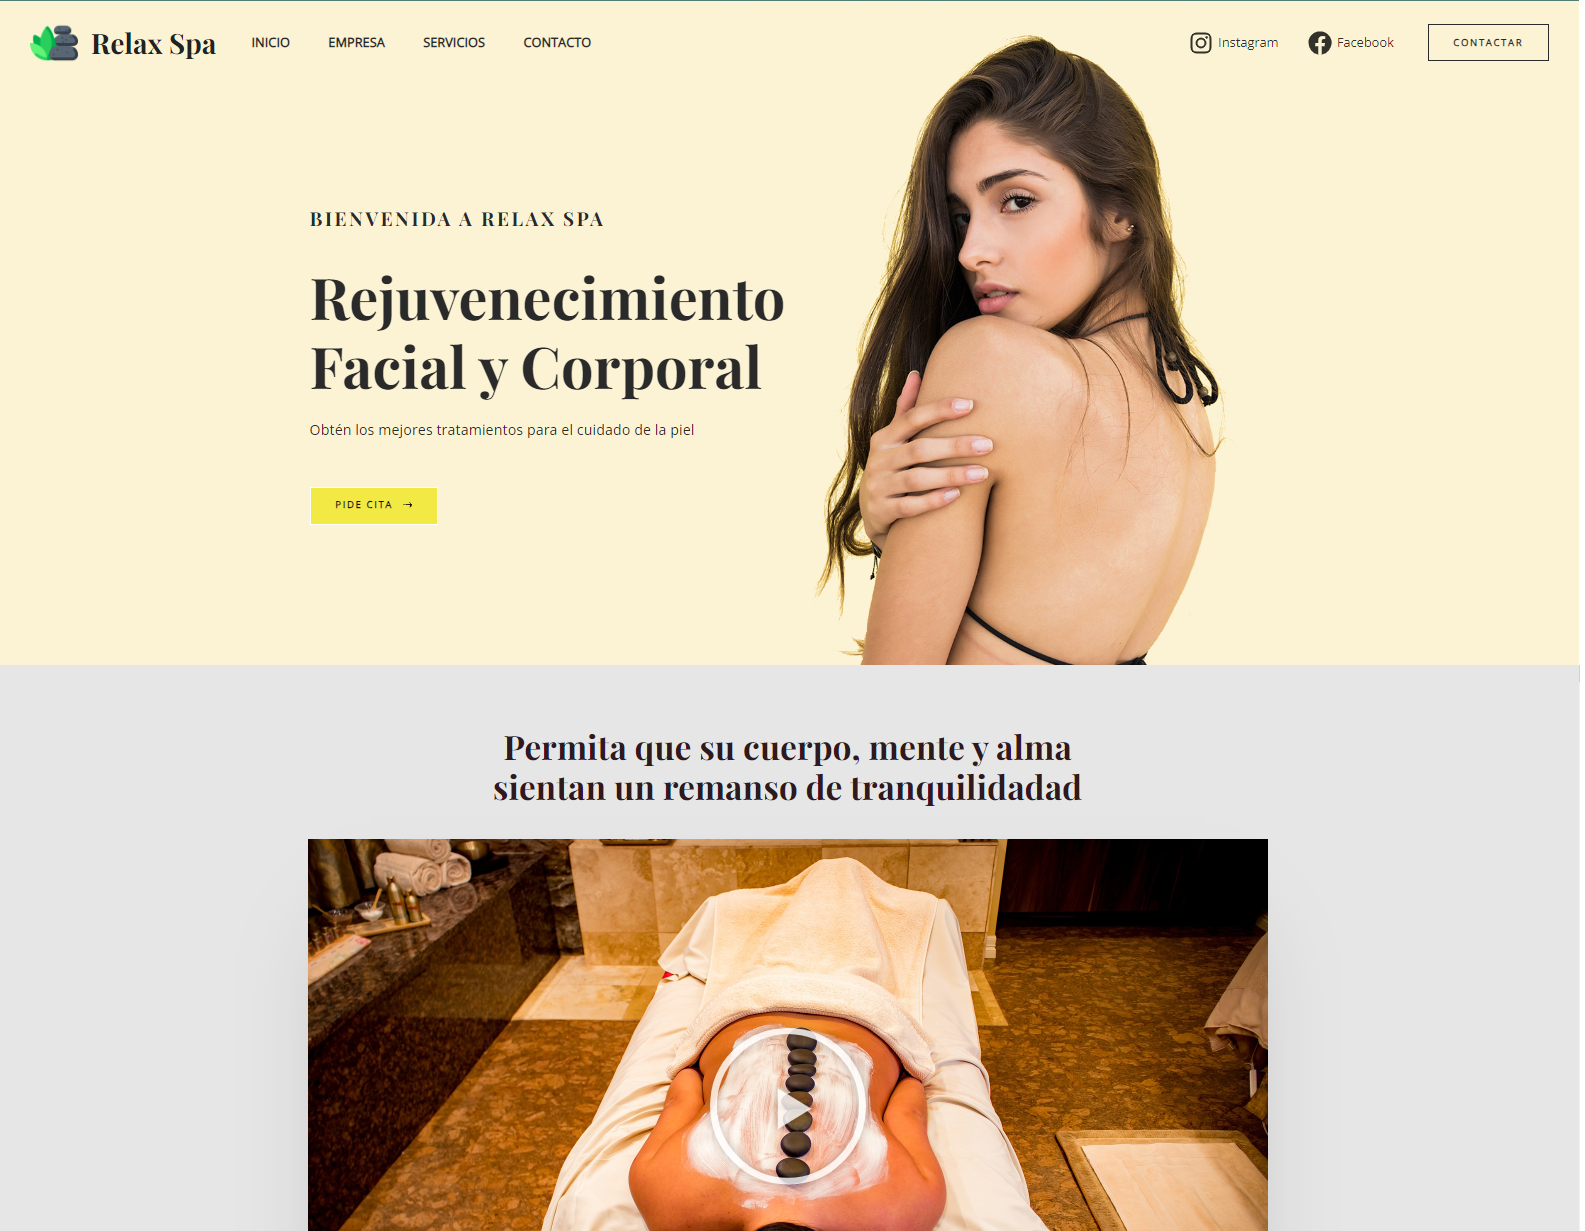 Relax Spa
INICIO
EMPRESA
SERVICIOS
CONTACTO
Instagram
Facebook
CONTACTAR
BIENVENIDA A RELAX SPA
Rejuvenecimiento
Facial y Corporal
Obtén los mejores tratamientos para el cuidado de la piel
PIDE CITA →
Permita que su cuerpo, mente y alma
sientan un remanso de tranquilidadad